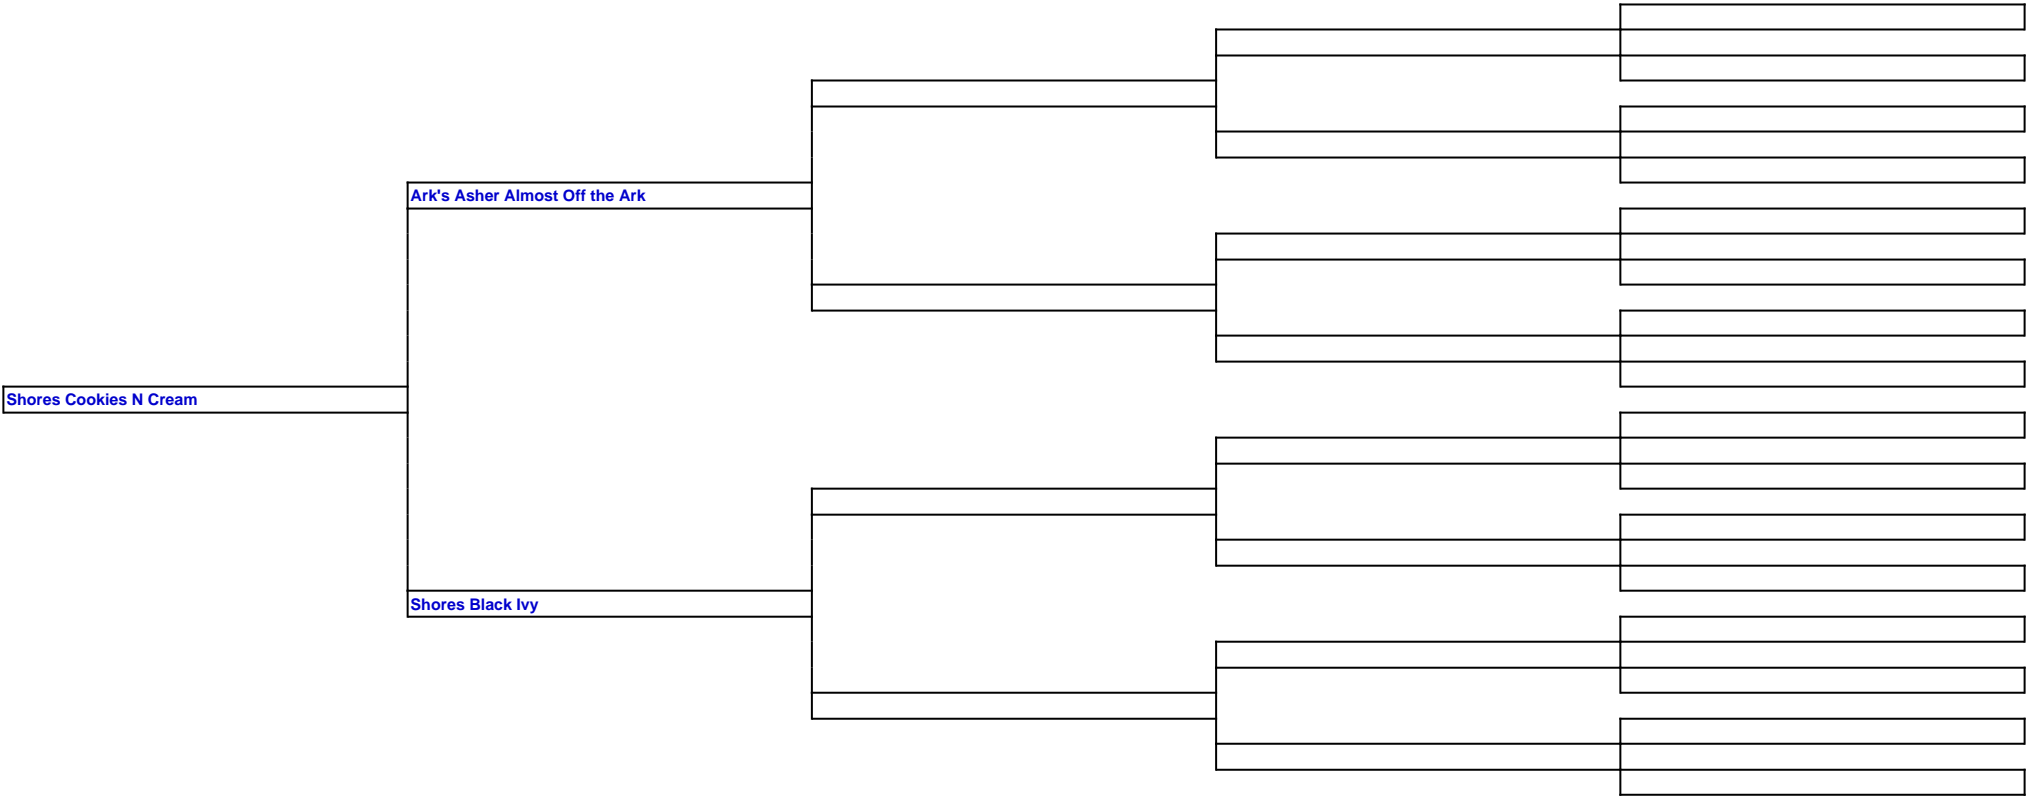 Ark's Asher Almost Off the Ark
Shores Cookies N Cream
Shores Black Ivy